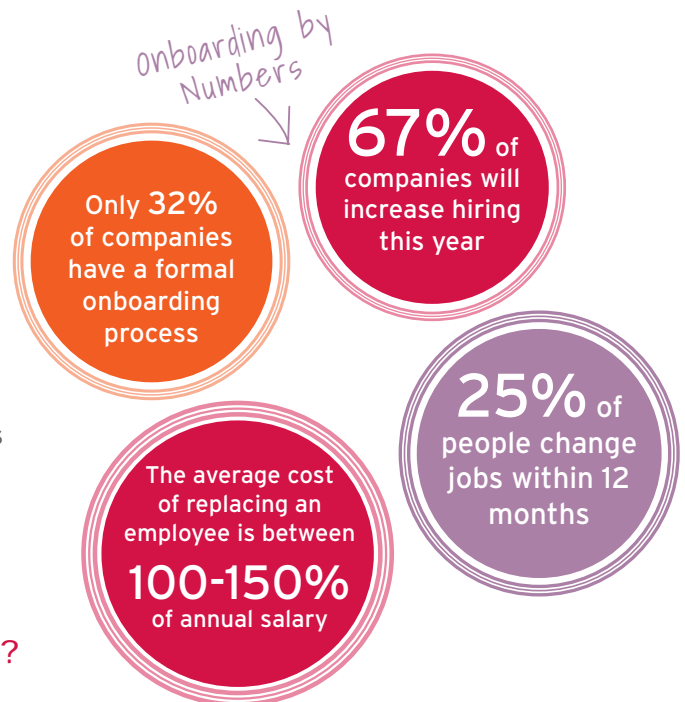 Onboarding by
Numbers
67% of
companies will
increase hiring
this year
Only 32%
of companies
have a formal
onboarding
process
25% of
people change
jobs within 12
months
s
The average cost
of replacing an
employee is between
100-150%
of annual salary
?